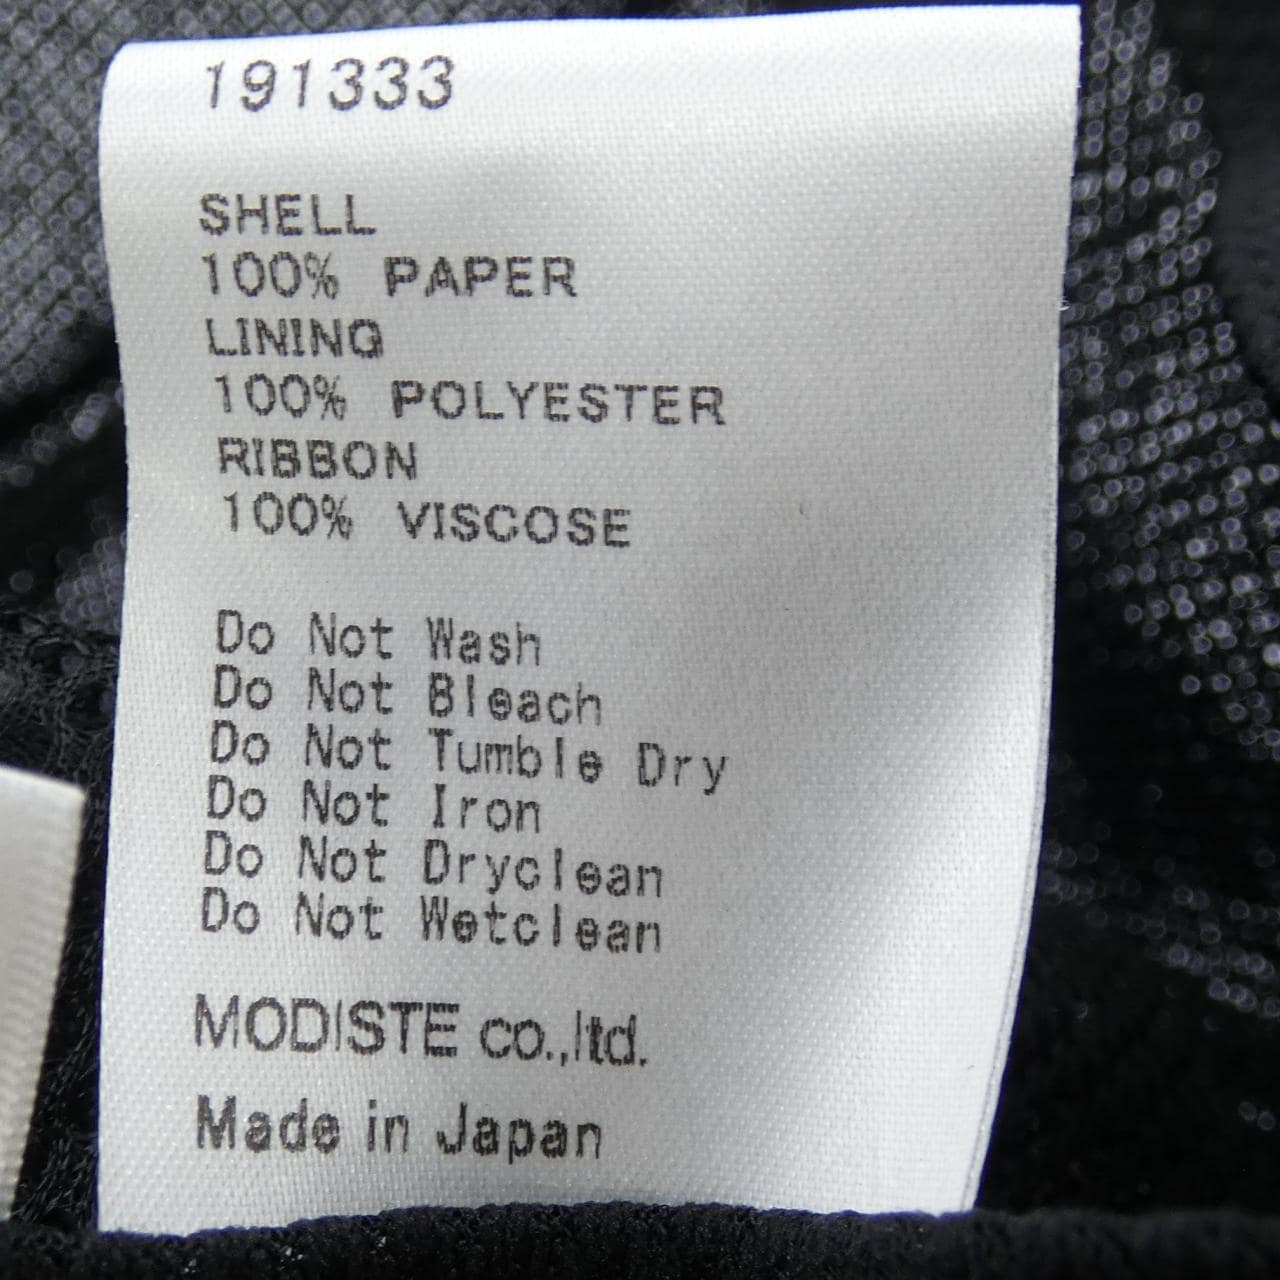 191333
SHELL
100% PAPER
LINING
100% POLYESTER
RIBBON
100% VISCOSE
Do Not Wash
Do Not Bleach
Do Not Tumble Dry
Do Not Iron
Do Not Dryclean
Do Not Wetclean
MODISTE co.,ltd.
Made in Japan